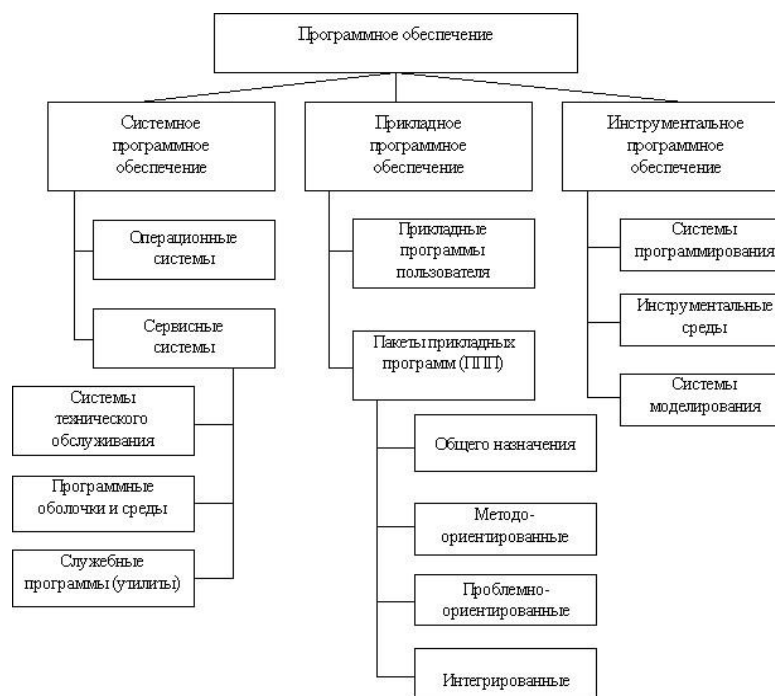 Программное обеспечение
Системное
программное
обеспечение
Прикладное
программное
обеспечение
Инструментальное
программное
обеспечение
Операционные
системы
Прикладные
программы
пользователя
Системы
программирования
Сервисные
системы
Пакеты прикладных
программ (ППП)
Инструментальные
среды
Системы
технического
обслуживания
Системы
моделирования
Общего назначения
Программные
оболочки и среды
Методо-
ориентированные
Служебные
программы (утилиты)
Проблемно-
ориентированные
Интегрированные